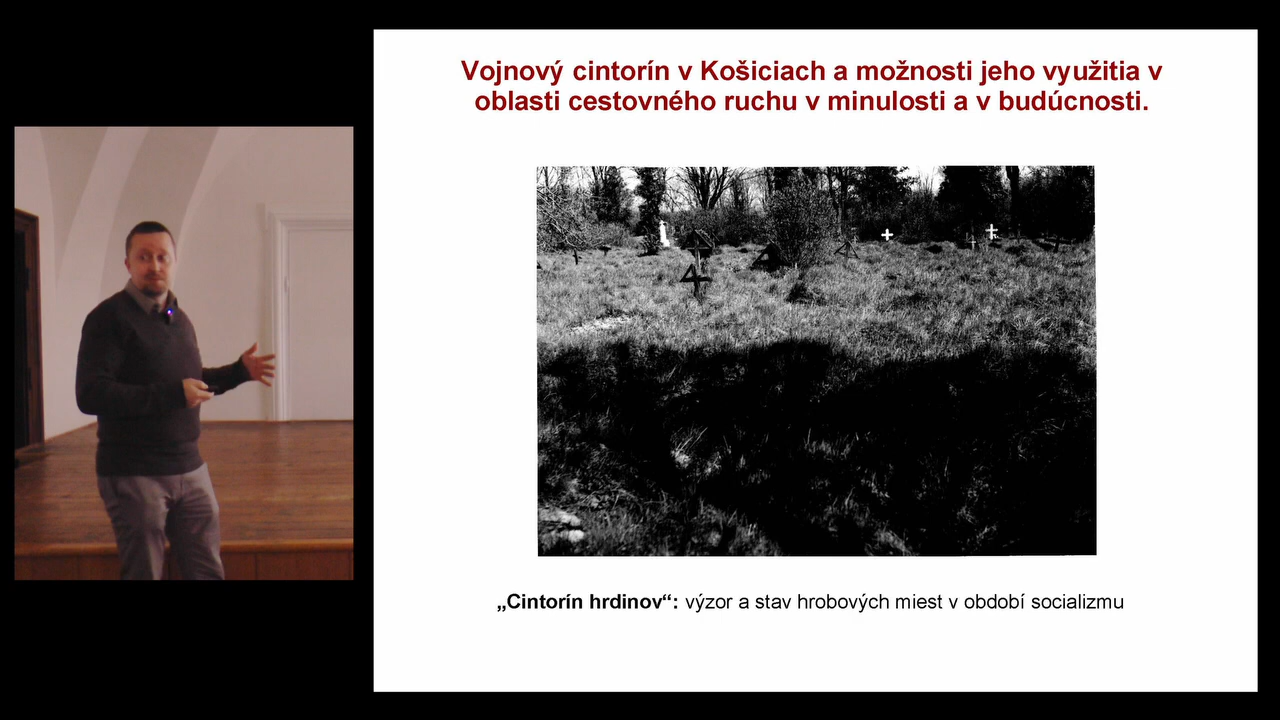 Vojnový cintorín v Košiciach a možnosti jeho využitia v
oblasti cestovného ruchu v minulosti a v budúcnosti.
„Cintorín hrdinov“: výzor a stav hrobových miest v období socializmu